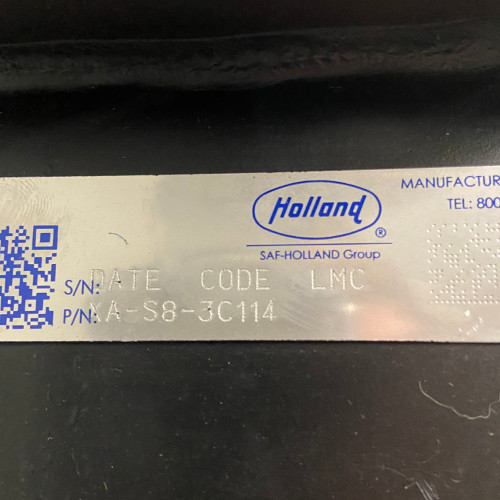 Holland
®
SAF-HOLLAND Group
MANUFACTUR
TEL: 800
S/N: DATE CODE LMC
P/N: XA-S8-3C114